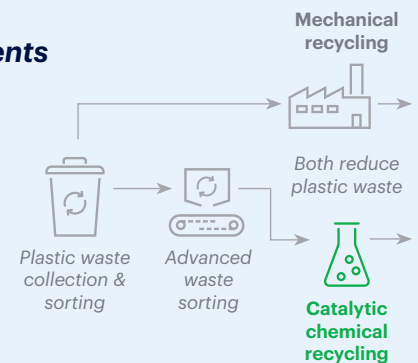 Mechanical
recycling
ents
Both reduce
plastic waste
Plastic waste
collection &
sorting
Advanced
waste
sorting
Catalytic
chemical
recycling